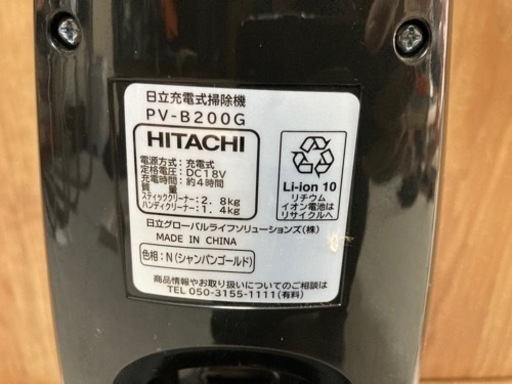 日立充電式掃除機
PV-B200G
HITACHI
電源方式：充電式
定格電圧：DC18V
充電時間：約4時間
質量
スティッククリーナー：2.8kg
ハンディクリーナー：1.4kg
Li-ion 10
リチウム
イオン電池は
リサイクルへ
日立グローバルライフソリューションズ(株)
MADE IN CHINA
色相：N(シャンパンゴールド)
商品情報やお取り扱いについてのご相談は
TEL 050-3155-1111(有料)